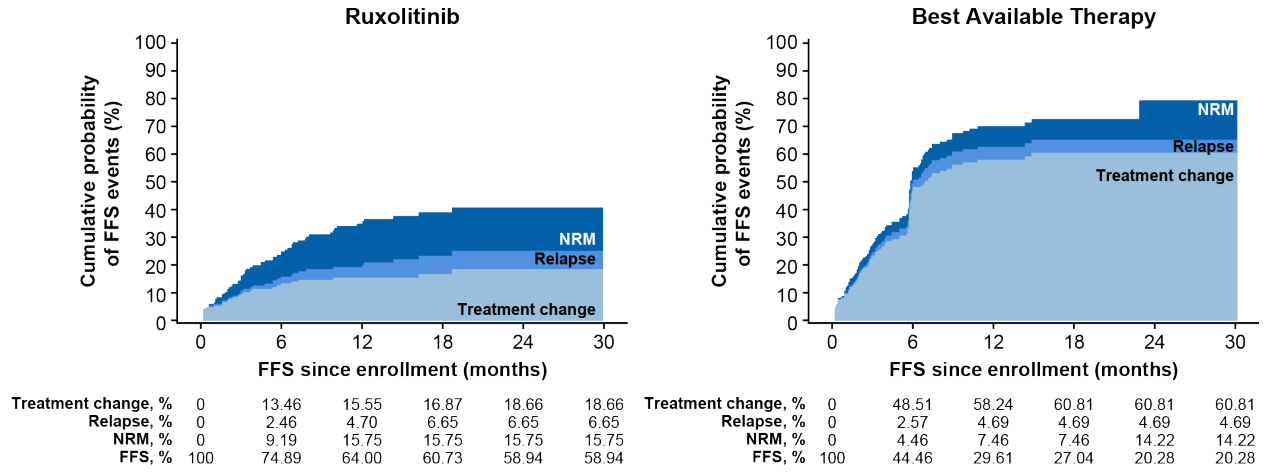 Ruxolitinib
Cumulative probability
of FFS events (%)
100
90
80
70
60
50
40
30
20
10
0
NRM
Relapse
Treatment change
0 6 12 18 24 30
FFS since enrollment (months)
Treatment change, % 0 13.46 15.55 16.87 18.66 18.66
Relapse, % 0 2.46 4.70 6.65 6.65 6.65
NRM, % 0 9.19 15.75 15.75 15.75 15.75
FFS, % 100 74.89 64.00 60.73 58.94 58.94
Best Available Therapy
Cumulative probability
of FFS events (%)
100
90
80
70
60
50
40
30
20
10
0
NRM
Relapse
Treatment change
0 6 12 18 24 30
FFS since enrollment (months)
Treatment change, % 0 48.51 58.24 60.81 60.81 60.81
Relapse, % 0 2.57 4.69 4.69 4.69 4.69
NRM, % 0 4.46 7.46 7.46 14.22 14.22
FFS, % 100 44.46 29.61 27.04 20.28 20.28